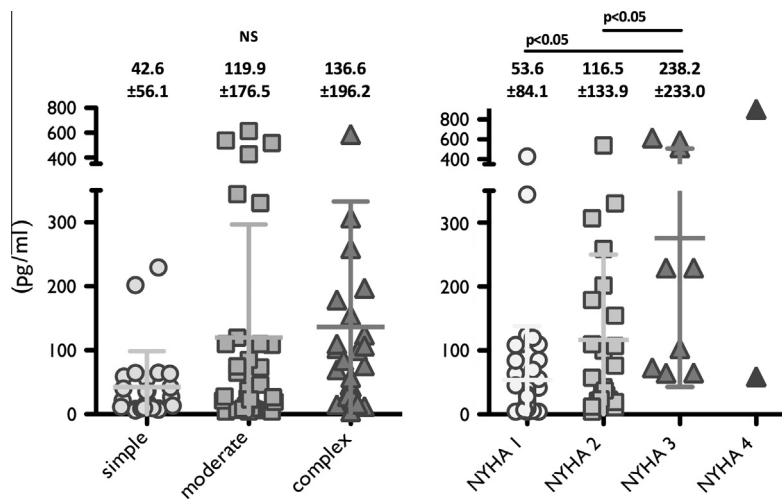 NS
42.6
±56.1
119.9
±176.5
136.6
±196.2
800
600
400
300
200
100
0
(pg/ml)
simple
moderate
complex
p<0.05
p<0.05
53.6
±84.1
116.5
±133.9
238.2
±233.0
800
600
400
300
200
100
0
NYHA 1
NYHA 2
NYHA 3
NYHA 4